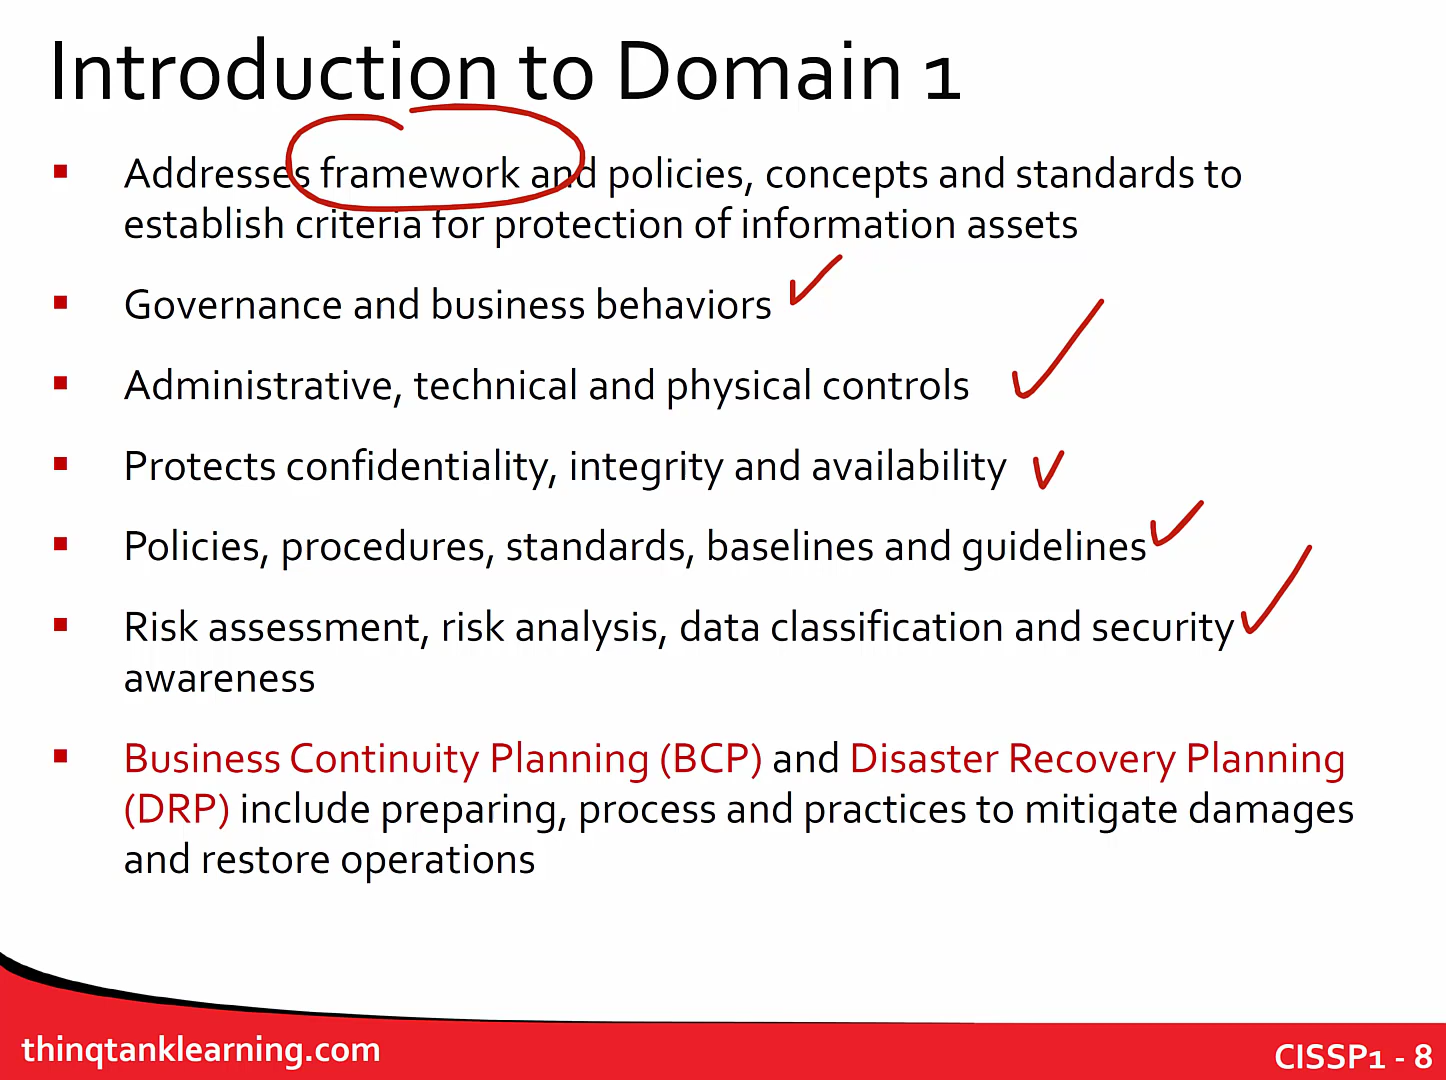 Introduction to Domain 1
Addresses framework and policies, concepts and standards to
establish criteria for protection of information assets
Governance and business behaviors
Administrative, technical and physical controls
Protects confidentiality, integrity and availability
Policies, procedures, standards, baselines and guidelines
Risk assessment, risk analysis, data classification and security
awareness
Business Continuity Planning (BCP) and Disaster Recovery Planning
(DRP) include preparing, process and practices to mitigate damages
and restore operations
thinqtanklearning.com
CISSP1 - 8